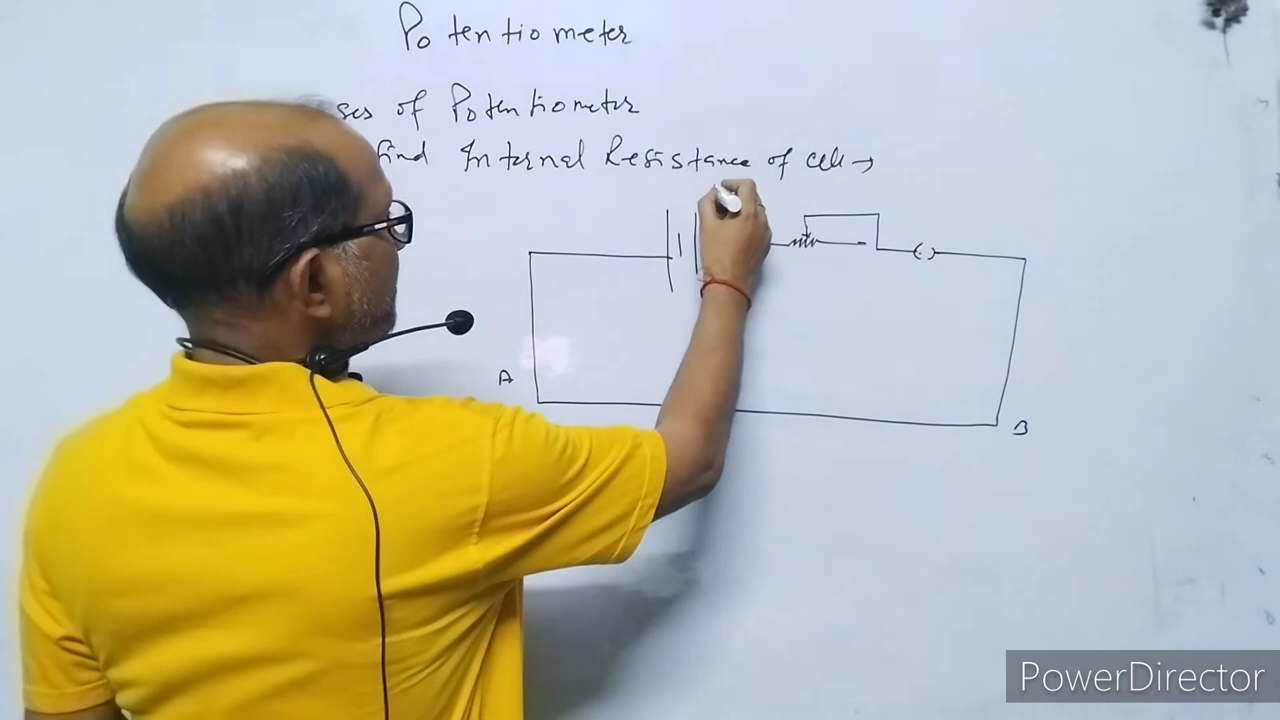 Potentiometer
ses of Potentiometer
find Internal Resistance of cell →
A
B
PowerDirector